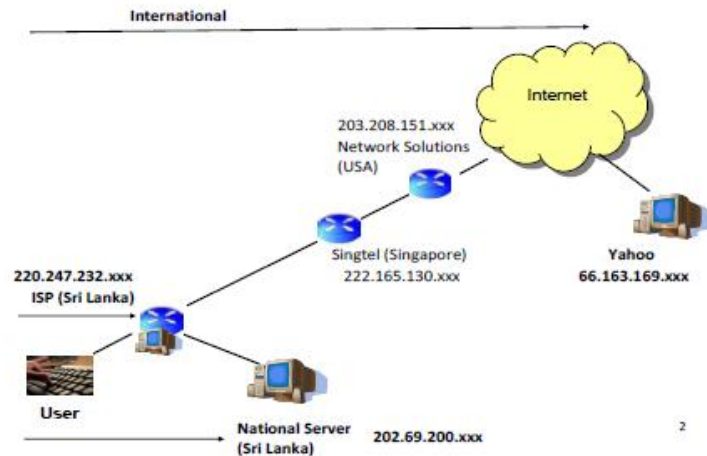 International
Internet
203.208.151.xxx
Network Solutions
(USA)
Singtel (Singapore)
222.165.130.xxx
Yahoo
66.163.169.xxx
220.247.232.xxx
ISP (Sri Lanka)
User
National Server
(Sri Lanka)
202.69.200.xxx
2